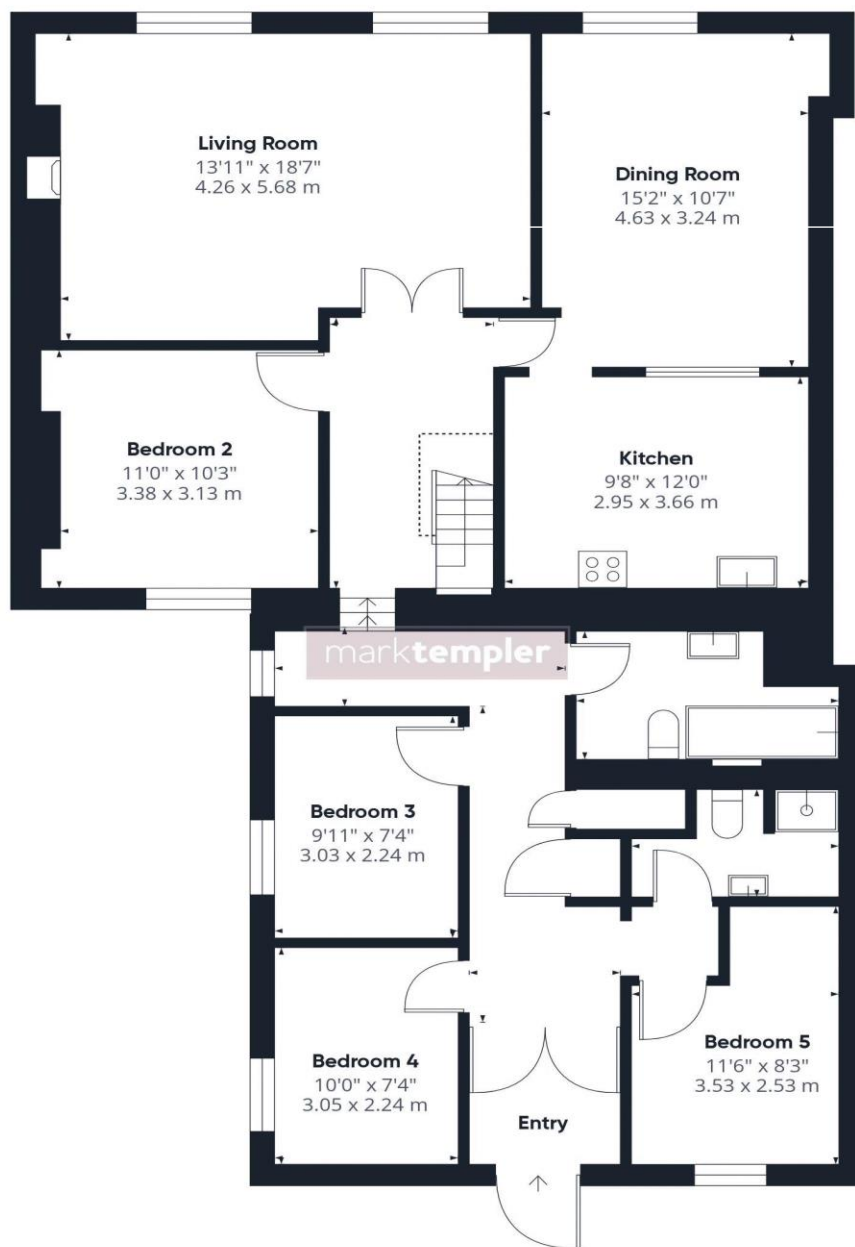 Living Room
13'11" x 18'7"
4.26 x 5.68 m
Dining Room
15'2" x 10'7"
4.63 x 3.24 m
Bedroom 2
11'0" x 10'3"
3.38 x 3.13 m
Kitchen
9'8" x 12'0"
2.95 x 3.66 m
marktempler
Bedroom 3
9'11" x 7'4"
3.03 x 2.24 m
Bedroom 4
10'0" x 7'4"
3.05 x 2.24 m
Bedroom 5
11'6" x 8'3"
3.53 x 2.53 m
Entry